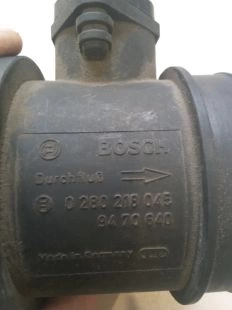 BOSCH
Durchfluß
0 280 218 045
94 70 640
Made in Germany